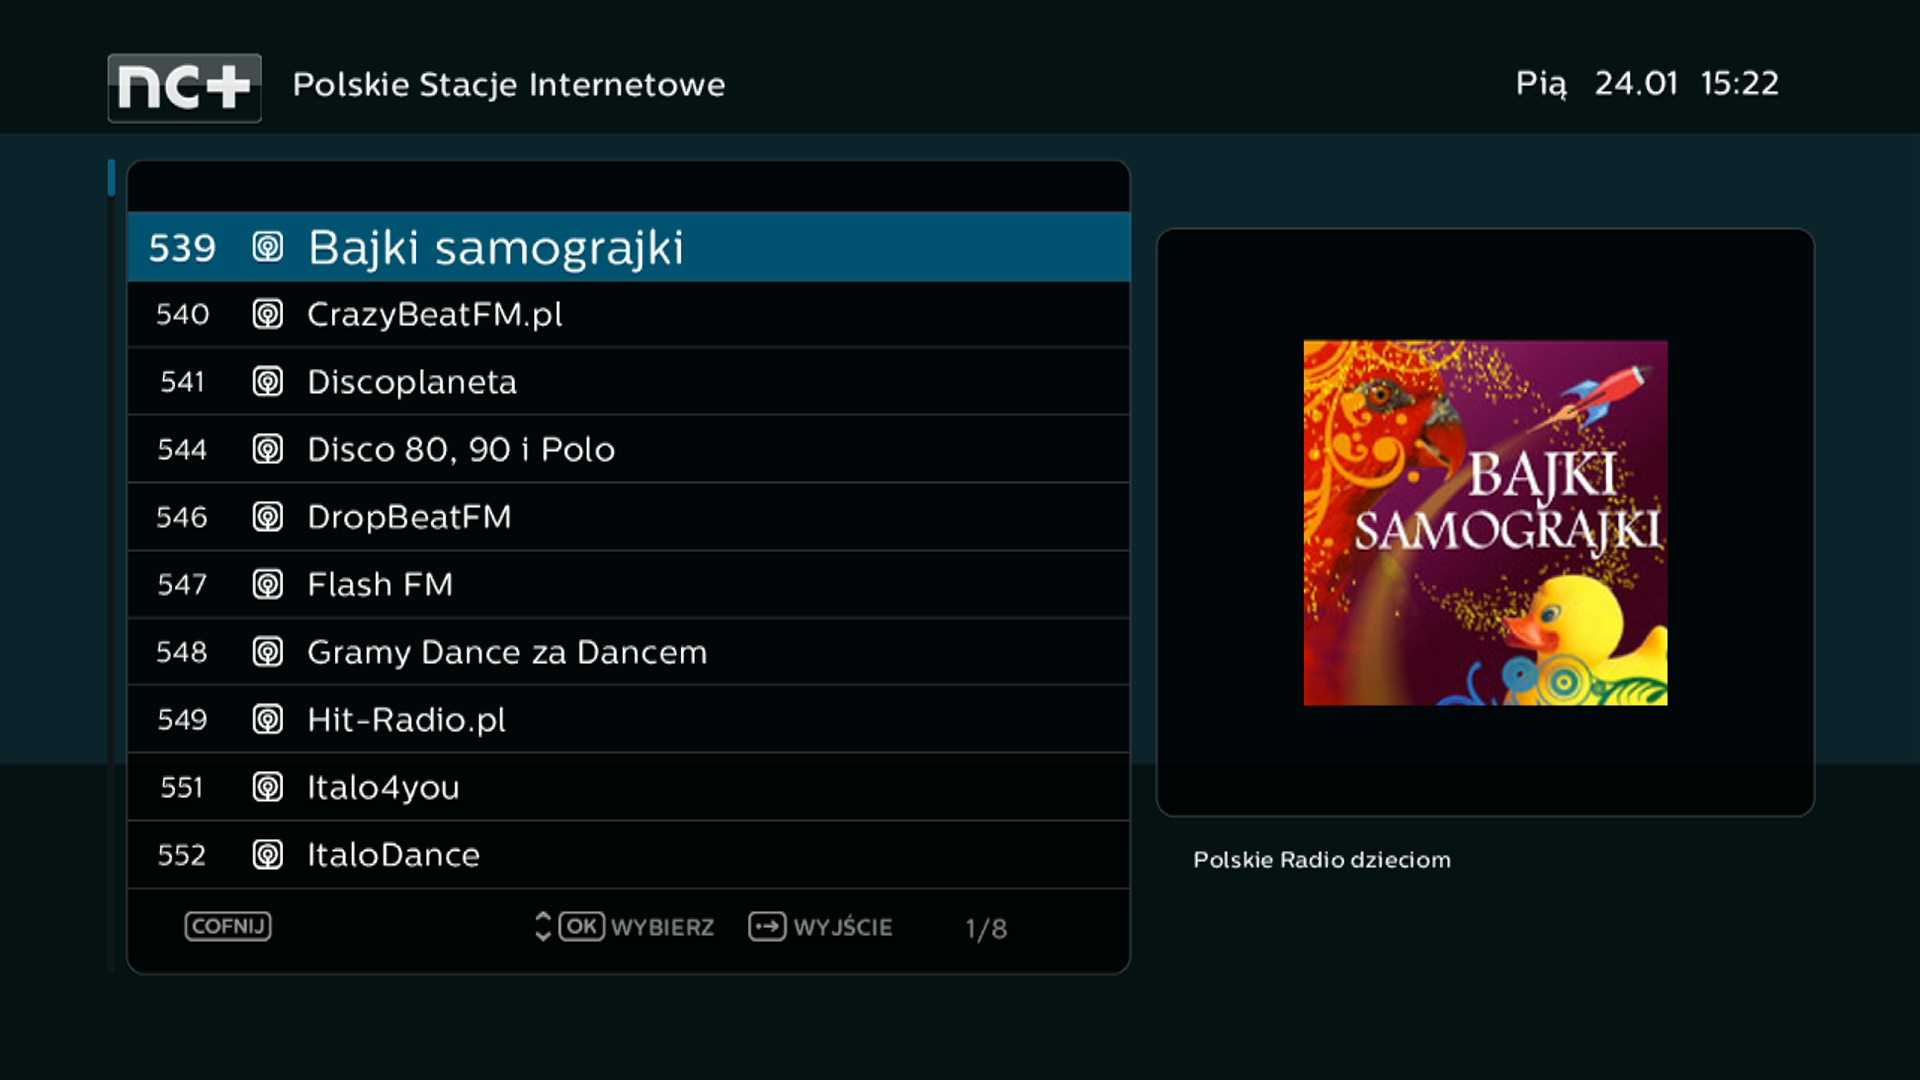 nc+ Polskie Stacje Internetowe Pią 24.01 15:22
539 Bajki samograjki
540 CrazyBeatFM.pl
541 Discoplaneta
544 Disco 80, 90 i Polo
546 DropBeatFM
547 Flash FM
548 Gramy Dance za Dancem
549 Hit-Radio.pl
551 Italo4you
552 ItaloDance
COFNIJ OK WYBIERZ WYJŚCIE 1/8
BAJKI
SAMOGRAJKI
Polskie Radio dzieciom